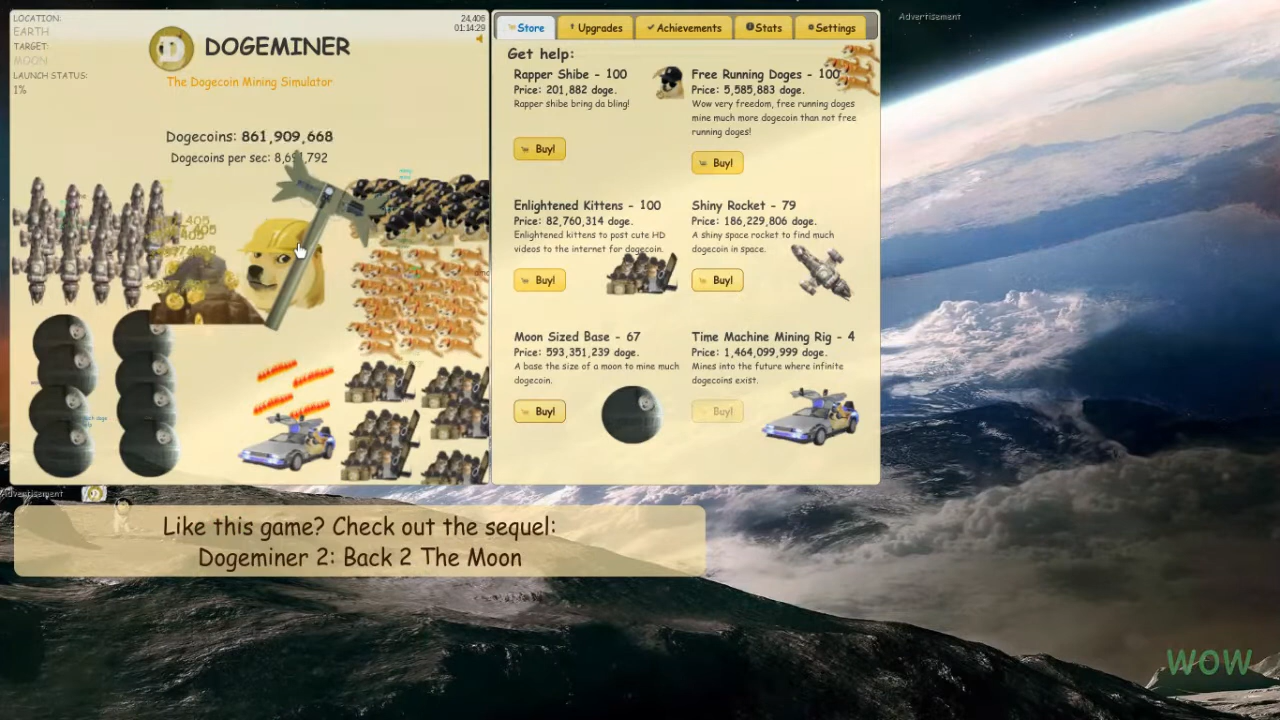 LOCATION:
EARTH
TARGET:
MOON
LAUNCH STATUS:
1%
24,406
01:14:29
DOGEMINER
The Dogecoin Mining Simulator
Dogecoins: 861,909,668
Dogecoins per sec: 8,691,792
Store
Upgrades
Achievements
Stats
Settings
Get help:
Rapper Shibe - 100
Price: 201,882 doge.
Rapper shibe bring da bling!
Buy!
Free Running Doges - 100
Price: 5,585,883 doge.
Wow very freedom, free running doges
mine much more dogecoin than not free
running doges!
Buy!
Enlightened Kittens - 100
Price: 82,760,314 doge.
Enlightened kittens to post cute HD
videos to the internet for dogecoin.
Buy!
Shiny Rocket - 79
Price: 186,229,806 doge.
A shiny space rocket to find much
dogecoin in space.
Buy!
Moon Sized Base - 67
Price: 593,351,239 doge.
A base the size of a moon to mine much
dogecoin.
Buy!
Time Machine Mining Rig - 4
Price: 1,464,099,999 doge.
Mines into the future where infinite
dogecoins exist.
Buy!
Advertisement
Advertisement
Like this game? Check out the sequel:
Dogeminer 2: Back 2 The Moon
WOW